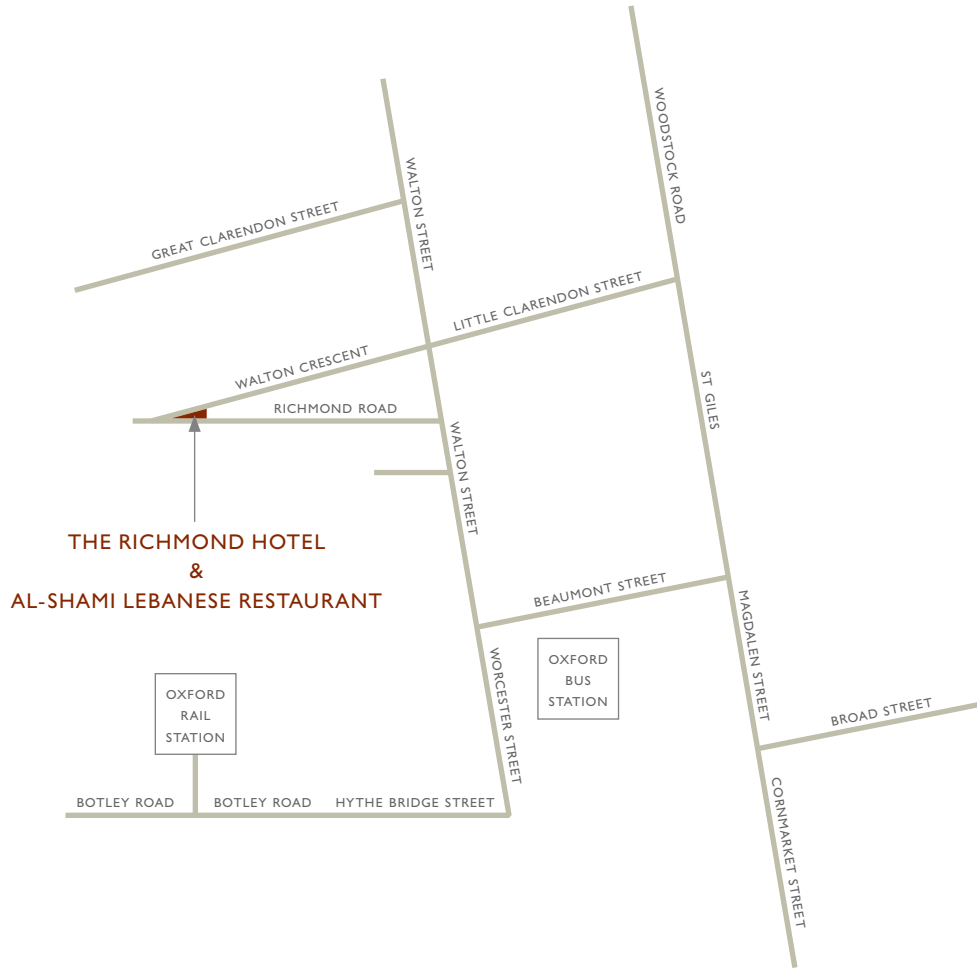 WOODSTOCK ROAD
WALTON STREET
GREAT CLARENDON STREET
LITTLE CLARENDON STREET
WALTON CRESCENT
RICHMOND ROAD
ST GILES
WALTON STREET
THE RICHMOND HOTEL
&
AL-SHAMI LEBANESE RESTAURANT
BEAUMONT STREET
MAGDALEN STREET
WORCESTER STREET
OXFORD
BUS
STATION
OXFORD
RAIL
STATION
BROAD STREET
BOTLEY ROAD
BOTLEY ROAD
HYTHE BRIDGE STREET
CORNMARKET STREET